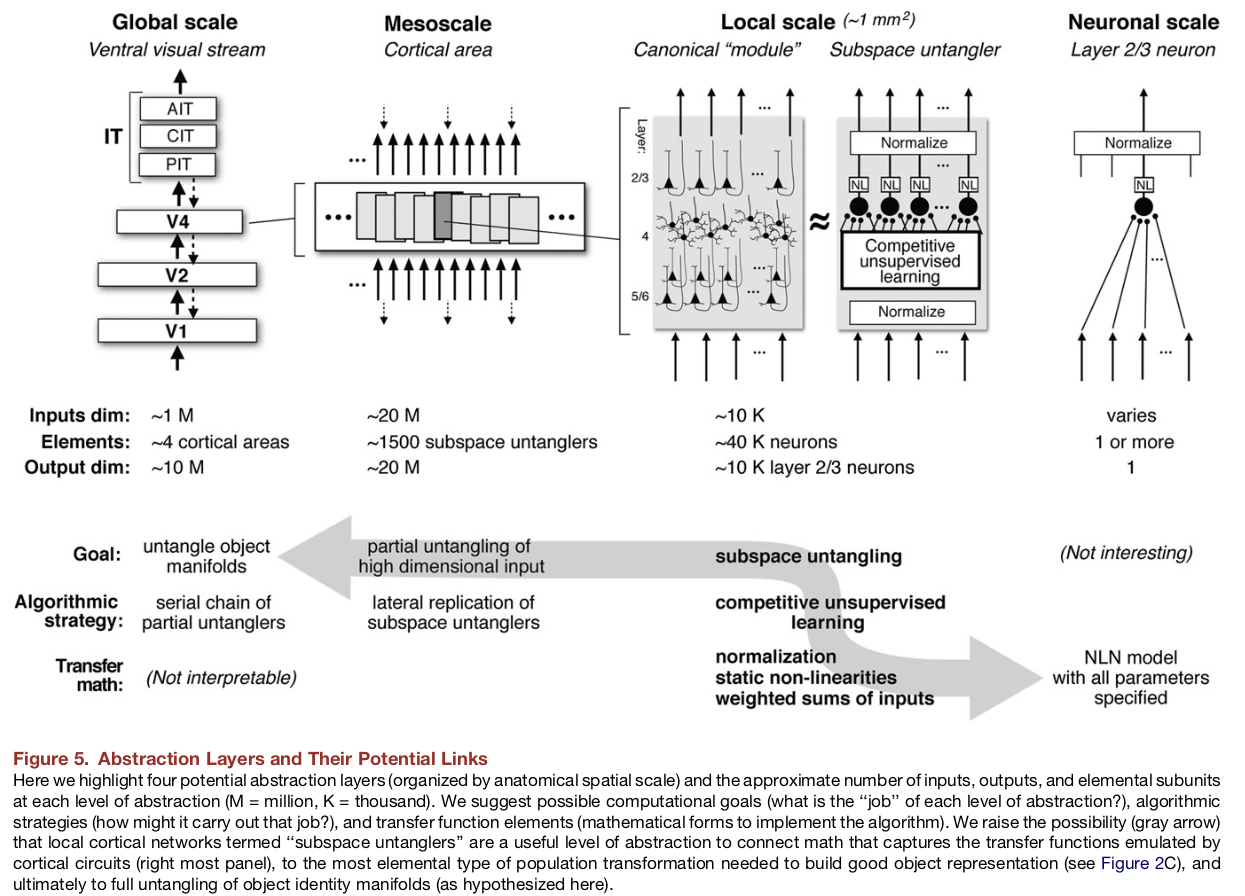 Global scale
Ventral visual stream
Mesoscale
Cortical area
Local scale (~1 mm²)
Canonical “module”
Subspace untangler
Neuronal scale
Layer 2/3 neuron
IT
AIT
CIT
PIT
V4
V2
V1
...
...
•••
•••
...
Layer:
2/3
4
5/6
...
...
...
...
...
...
≈
...
Normalize
...
NL
NL
NL
NL
...
Competitive
unsupervised
learning
Normalize
...
Normalize
NL
...
...
Inputs dim: ~1 M ~20 M ~10 K varies
Elements: ~4 cortical areas ~1500 subspace untanglers ~40 K neurons 1 or more
Output dim: ~10 M ~20 M ~10 K layer 2/3 neurons 1
Goal:
untangle object
manifolds
partial untangling of
high dimensional input
subspace untangling
(Not interesting)
Algorithmic
strategy:
serial chain of
partial untanglers
lateral replication of
subspace untanglers
competitive unsupervised
learning
Transfer
math:
(Not interpretable)
normalization
static non-linearities
weighted sums of inputs
NLN model
with all parameters
specified
Figure 5. Abstraction Layers and Their Potential Links
Here we highlight four potential abstraction layers (organized by anatomical spatial scale) and the approximate number of inputs, outputs, and elemental subunits
at each level of abstraction (M = million, K = thousand). We suggest possible computational goals (what is the “job” of each level of abstraction?), algorithmic
strategies (how might it carry out that job?), and transfer function elements (mathematical forms to implement the algorithm). We raise the possibility (gray arrow)
that local cortical networks termed “subspace untanglers” are a useful level of abstraction to connect math that captures the transfer functions emulated by
cortical circuits (right most panel), to the most elemental type of population transformation needed to build good object representation (see Figure 2C), and
ultimately to full untangling of object identity manifolds (as hypothesized here).